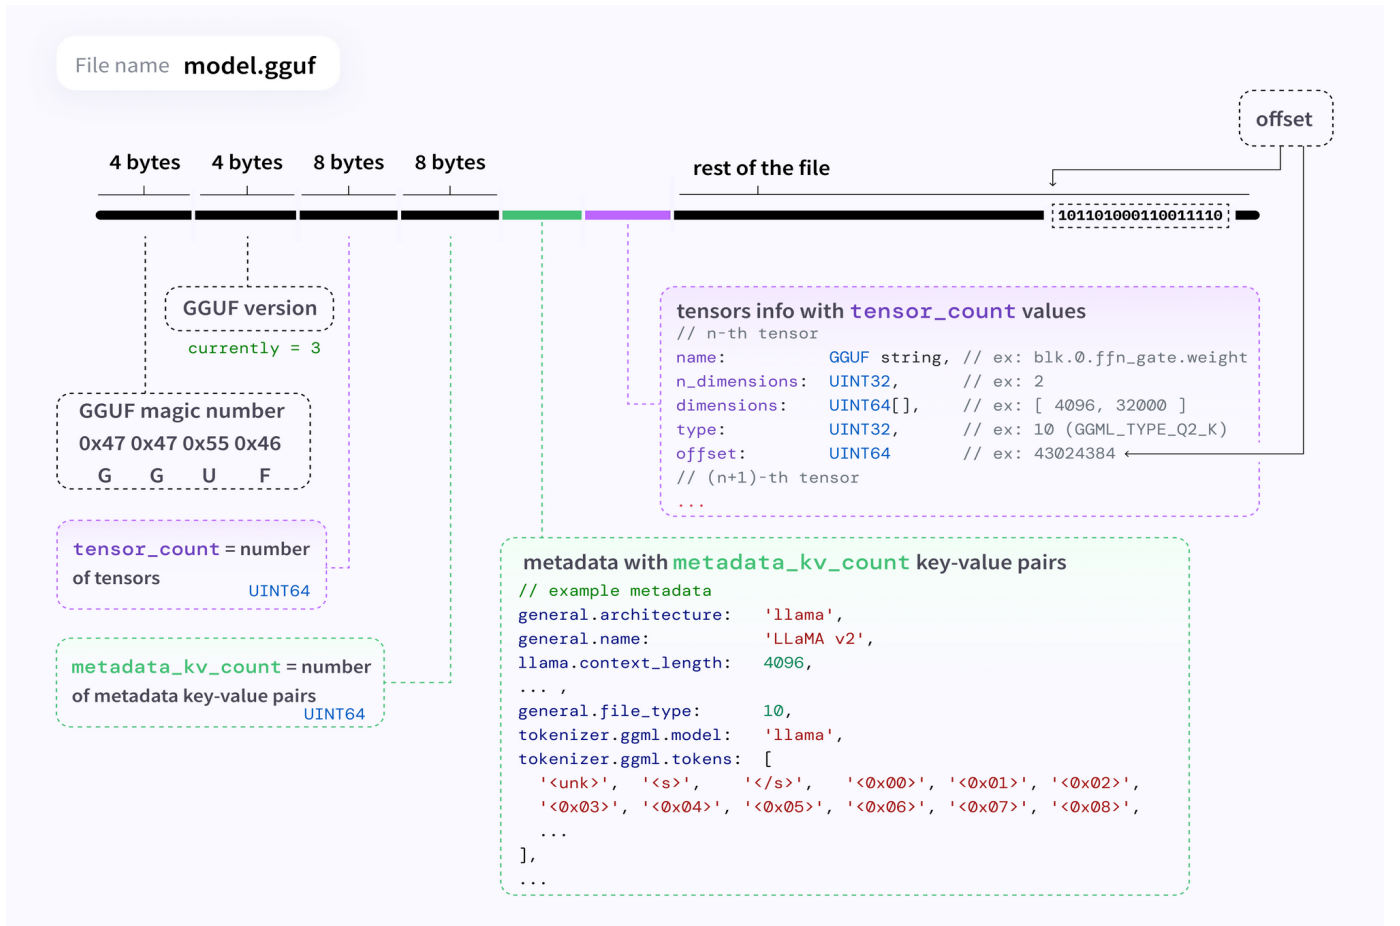 File name model.gguf
offset
4 bytes 4 bytes 8 bytes 8 bytes rest of the file
101101000110011110
GGUF version
currently = 3
GGUF magic number
0x47 0x47 0x55 0x46
G G U F
tensor_count = number
of tensors
UINT64
metadata_kv_count = number
of metadata key-value pairs
UINT64
tensors info with tensor_count values
// n-th tensor
name: GGUF string, // ex: blk.0.ffn_gate.weight
n_dimensions: UINT32, // ex: 2
dimensions: UINT64[], // ex: [ 4096, 32000 ]
type: UINT32, // ex: 10 (GGML_TYPE_Q2_K)
offset: UINT64 // ex: 43024384
// (n+1)-th tensor
...
metadata with metadata_kv_count key-value pairs
// example metadata
general.architecture: 'llama',
general.name: 'LLaMA v2',
llama.context_length: 4096,
... ,
general.file_type: 10,
tokenizer.ggml.model: 'llama',
tokenizer.ggml.tokens: [
'<unk>', '<s>', '</s>', '<0x00>', '<0x01>', '<0x02>',
'<0x03>', '<0x04>', '<0x05>', '<0x06>', '<0x07>', '<0x08>',
...
],
...